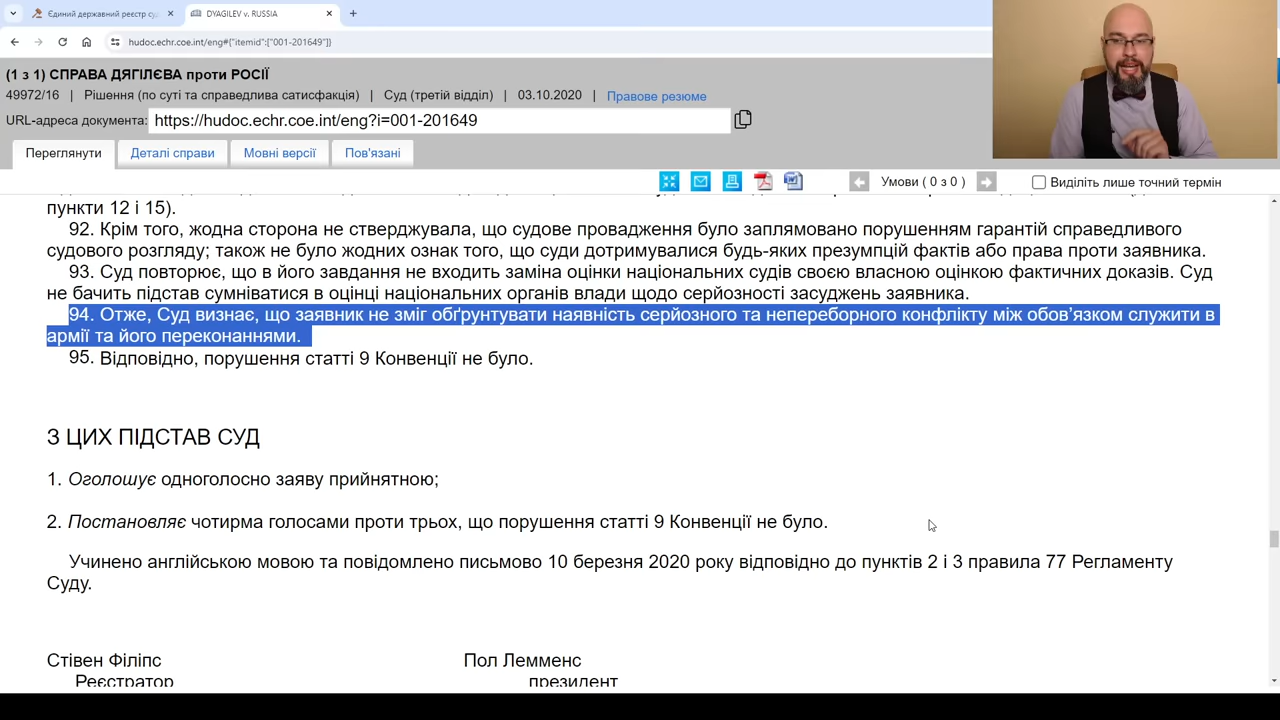 Єдиний державний реєстр су
DYAGILEV v. RUSSIA
hudoc.echr.coe.int/eng#{"itemid":["001-201649"]}
(1 з 1) СПРАВА ДЯГІЛЄВА проти РОСІЇ
49972/16 | Рішення (по суті та справедлива сатисфакція) | Суд (третій відділ) | 03.10.2020 | Правове резюме
URL-адреса документа: https://hudoc.echr.coe.int/eng?i=001-201649
Переглянути Деталі справи Мовні версії Пов'язані
Умови ( 0 з 0 ) Виділіть лише точний термін
пункти 12 і 15).
92. Крім того, жодна сторона не стверджувала, що судове провадження було заплямовано порушенням гарантій справедливого
судового розгляду; також не було жодних ознак того, що суди дотримувалися будь-яких презумпцій фактів або права проти заявника.
93. Суд повторює, що в його завдання не входить заміна оцінки національних судів своєю власною оцінкою фактичних доказів. Суд
не бачить підстав сумніватися в оцінці національних органів влади щодо серйозності засуджень заявника.
94. Отже, Суд визнає, що заявник не зміг обґрунтувати наявність серйозного та непереборного конфлікту між обов’язком служити в
армії та його переконаннями.
95. Відповідно, порушення статті 9 Конвенції не було.
З ЦИХ ПІДСТАВ СУД
1. Оголошує одноголосно заяву прийнятною;
2. Постановляє чотирма голосами проти трьох, що порушення статті 9 Конвенції не було.
Учинено англійською мовою та повідомлено письмово 10 березня 2020 року відповідно до пунктів 2 і 3 правила 77 Регламенту
Суду.
Стівен Філіпс Пол Лемменс
Реєстратор президент